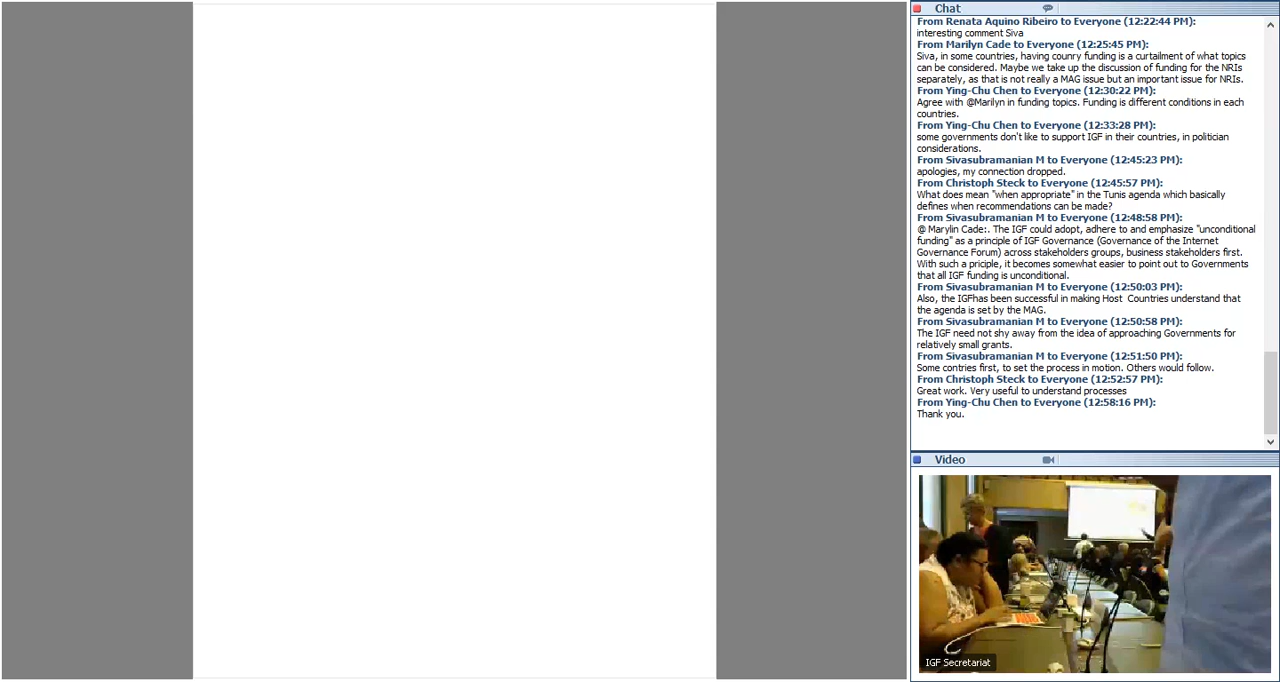 Chat
From Renata Aquino Ribeiro to Everyone (12:22:44 PM):
interesting comment Siva
From Marilyn Cade to Everyone (12:25:45 PM):
Siva, in some countries, having counry funding is a curtailment of what topics
can be considered. Maybe we take up the discussion of funding for the NRIs
separately, as that is not really a MAG issue but an important issue for NRIs.
From Ying-Chu Chen to Everyone (12:30:22 PM):
Agree with @Marilyn in funding topics. Funding is different conditions in each
countries.
From Ying-Chu Chen to Everyone (12:33:28 PM):
some governments don't like to support IGF in their countries, in politician
considerations.
From Sivasubramanian M to Everyone (12:45:23 PM):
apologies, my connection dropped.
From Christoph Steck to Everyone (12:45:57 PM):
What does mean "when appropriate" in the Tunis agenda which basically
defines when recommendations can be made?
From Sivasubramanian M to Everyone (12:48:58 PM):
@ Marylin Cade:. The IGF could adopt, adhere to and emphasize "unconditional
funding" as a principle of IGF Governance (Governance of the Internet
Governance Forum) across stakeholders groups, business stakeholders first.
With such a priciple, it becomes somewhat easier to point out to Governments
that all IGF funding is unconditional.
From Sivasubramanian M to Everyone (12:50:03 PM):
Also, the IGFhas been successful in making Host  Countries understand that
the agenda is set by the MAG.
From Sivasubramanian M to Everyone (12:50:58 PM):
The IGF need not shy away from the idea of approaching Governments for
relatively small grants.
From Sivasubramanian M to Everyone (12:51:50 PM):
Some contries first, to set the process in motion. Others would follow.
From Christoph Steck to Everyone (12:52:57 PM):
Great work. Very useful to understand processes
From Ying-Chu Chen to Everyone (12:58:16 PM):
Thank you.
Video
IGF Secretariat